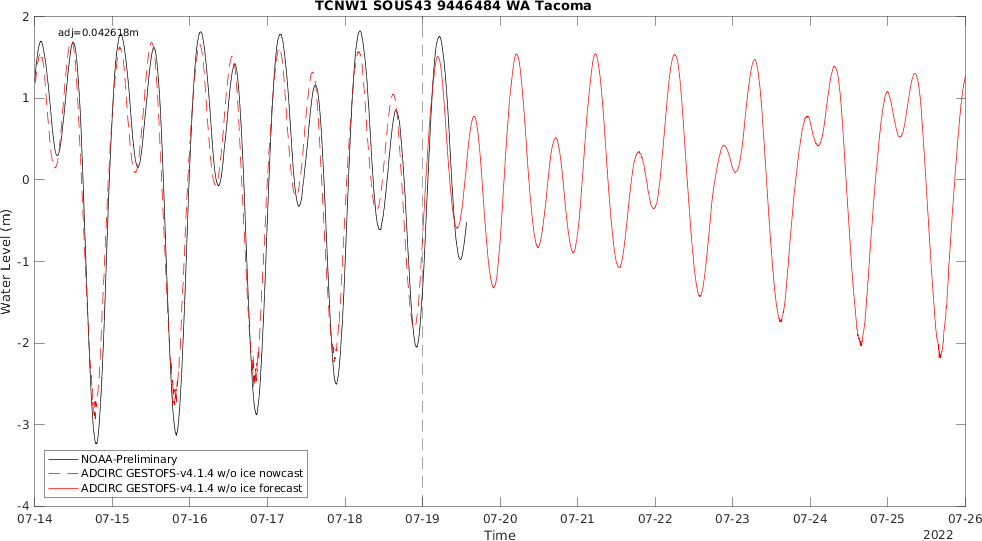 TCNW1 SOUS43 9446484 WA Tacoma
adj=0.042618m
2
1
0
-1
-2
-3
-4
Water Level (m)
NOAA-Preliminary
ADCIRC GESTOFS-v4.1.4 w/o ice nowcast
ADCIRC GESTOFS-v4.1.4 w/o ice forecast
07-14 07-15 07-16 07-17 07-18 07-19 07-20 07-21 07-22 07-23 07-24 07-25 07-26
Time
2022